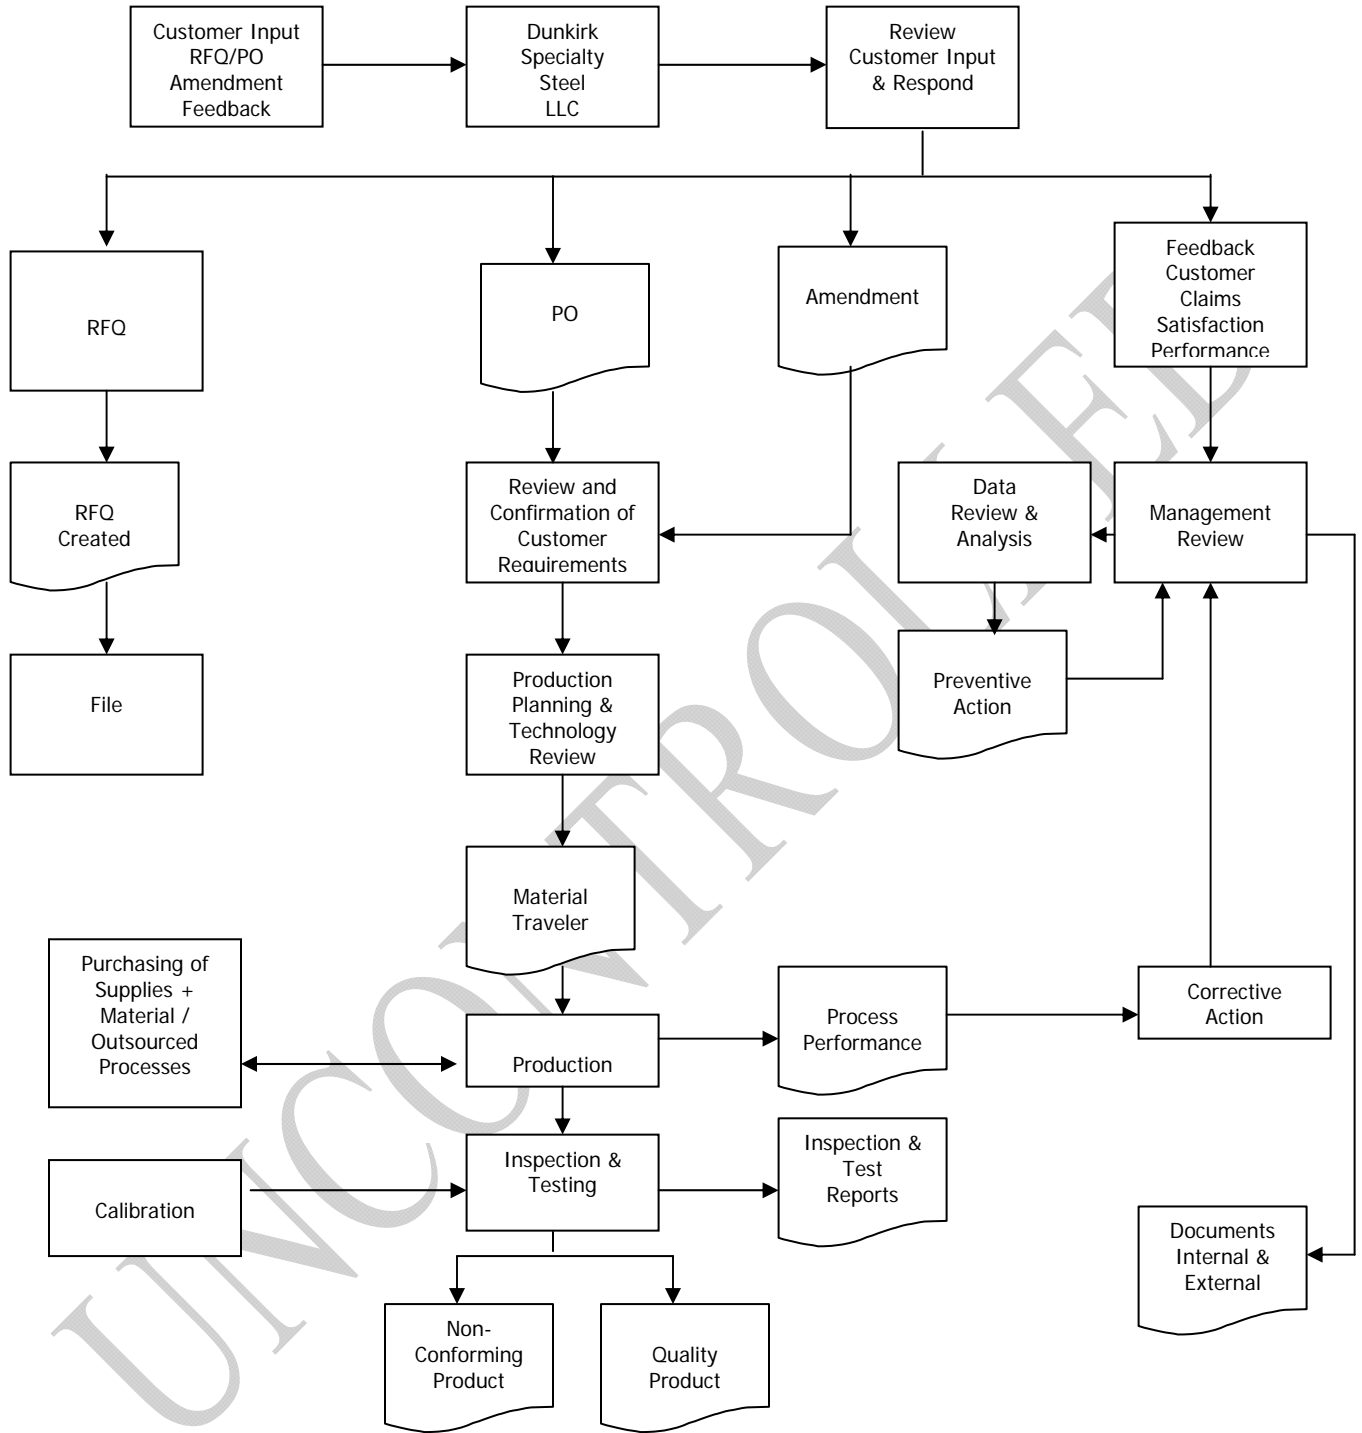 Customer Input
RFQ/PO
Amendment
Feedback
Dunkirk
Specialty
Steel
LLC
Review
Customer Input
& Respond
RFQ
PO
Amendment
Feedback
Customer
Claims
Satisfaction
Performance
RFQ
Created
Review and
Confirmation of
Customer
Requirements
Data
Review &
Analysis
Management
Review
File
Production
Planning &
Technology
Review
Preventive
Action
Material
Traveler
Purchasing of
Supplies +
Material /
Outsourced
Processes
Production
Process
Performance
Corrective
Action
Calibration
Inspection &
Testing
Inspection &
Test
Reports
Documents
Internal &
External
Non-
Conforming
Product
Quality
Product
UNCONTROLLED